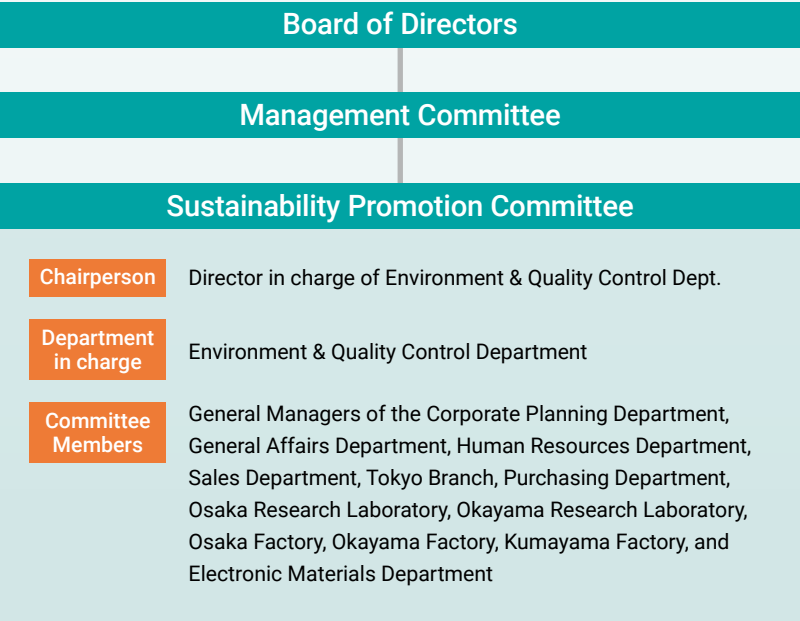 Board of Directors
Management Committee
Sustainability Promotion Committee
Chairperson
Director in charge of Environment & Quality Control Dept.
Department
in charge
Environment & Quality Control Department
Committee
Members
General Managers of the Corporate Planning Department,
General Affairs Department, Human Resources Department,
Sales Department, Tokyo Branch, Purchasing Department,
Osaka Research Laboratory, Okayama Research Laboratory,
Osaka Factory, Okayama Factory, Kumayama Factory, and
Electronic Materials Department